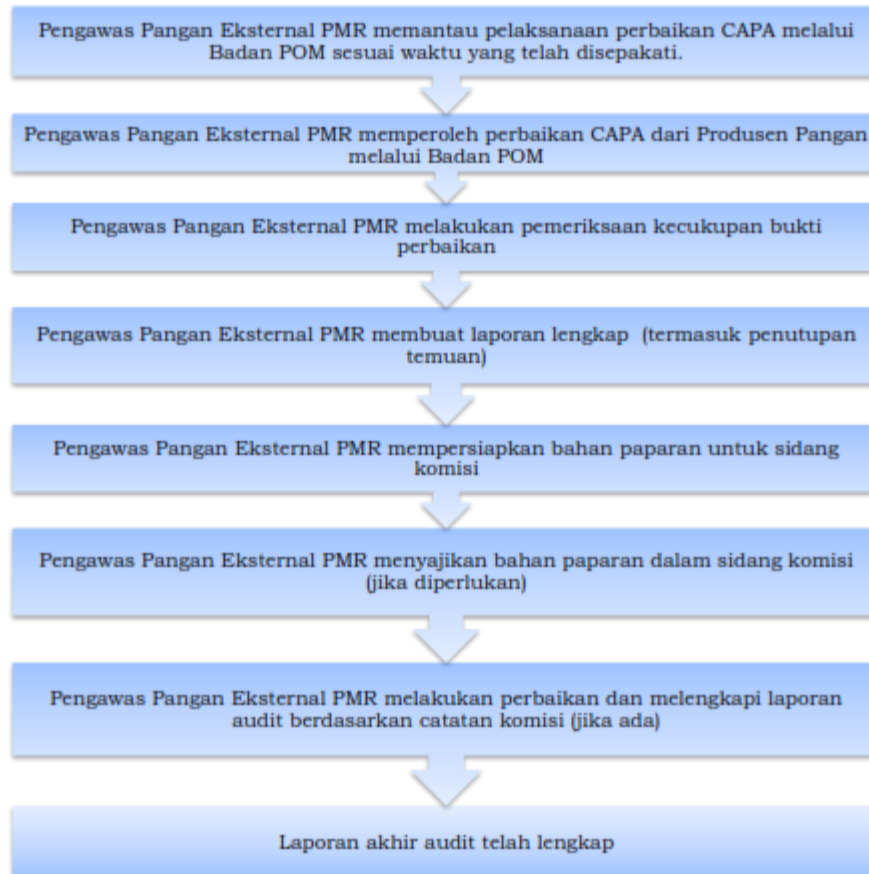 Pengawas Pangan Eksternal PMR memantau pelaksanaan perbaikan CAPA melalui
Badan POM sesuai waktu yang telah disepakati.
Pengawas Pangan Eksternal PMR memperoleh perbaikan CAPA dari Produsen Pangan
melalui Badan POM
Pengawas Pangan Eksternal PMR melakukan pemeriksaan kecukupan bukti
perbaikan
Pengawas Pangan Eksternal PMR membuat laporan lengkap (termasuk penutupan
temuan)
Pengawas Pangan Eksternal PMR mempersiapkan bahan paparan untuk sidang
komisi
Pengawas Pangan Eksternal PMR menyajikan bahan paparan dalam sidang komisi
(jika diperlukan)
Pengawas Pangan Eksternal PMR melakukan perbaikan dan melengkapi laporan
audit berdasarkan catatan komisi (jika ada)
Laporan akhir audit telah lengkap